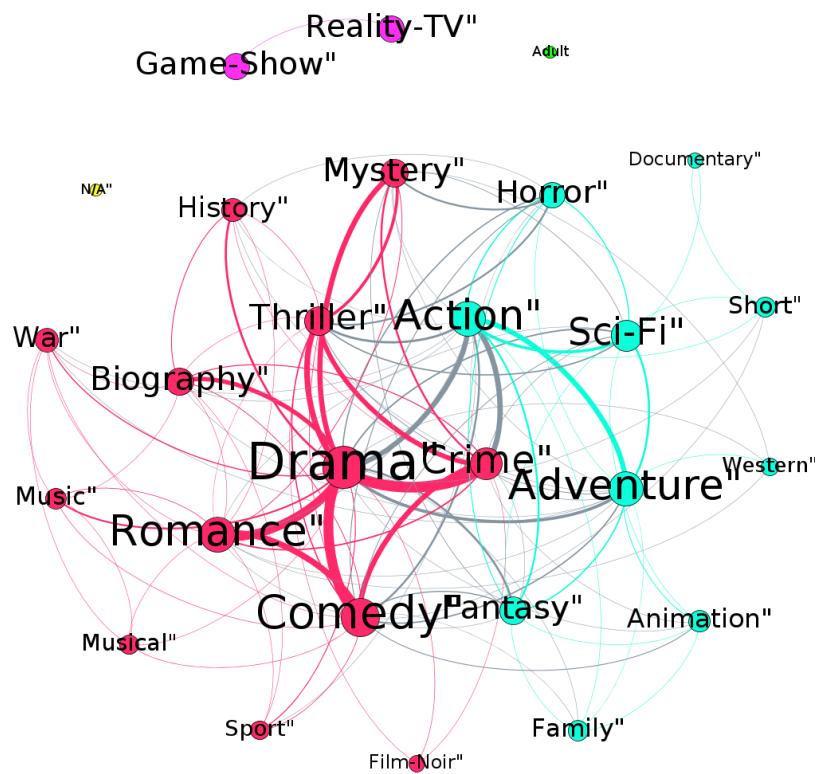 Reality-TV"
Game-Show"
Adult
Documentary"
Mystery"
N/A"
Horror"
History"
Short"
Thriller"
Action"
Sci-Fi"
War"
Biography"
Drama"
Crime"
Western"
Adventure"
Music"
Romance"
Comedy"
Fantasy"
Animation"
Musical"
Sport"
Family"
Film-Noir"